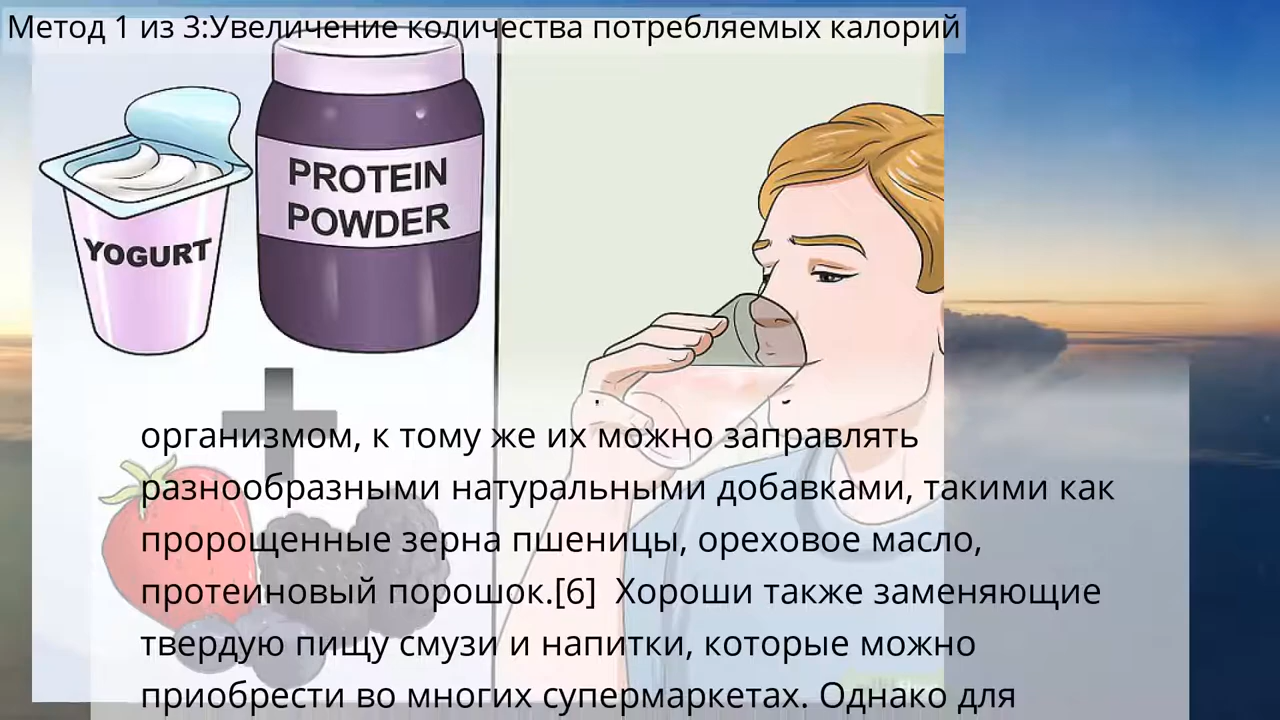 Метод 1 из 3:Увеличение количества потребляемых калорий
YOGURT
PROTEIN
POWDER
организмом, к тому же их можно заправлять
разнообразными натуральными добавками, такими как
пророщенные зерна пшеницы, ореховое масло,
протеиновый порошок.[6] Хороши также заменяющие
твердую пищу смузи и напитки, которые можно
приобрести во многих супермаркетах. Однако для